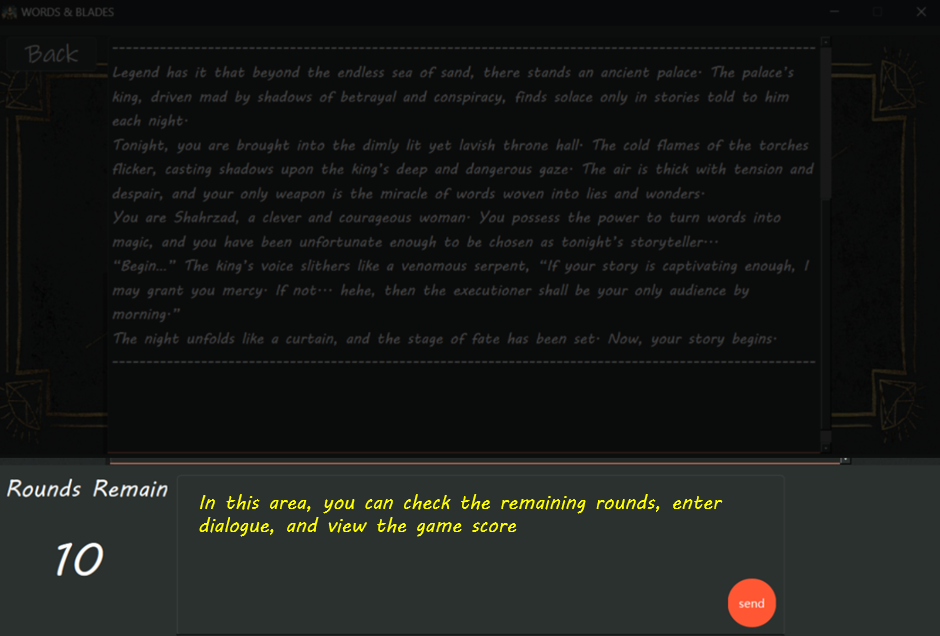 WORDS & BLADES
Back
Legend has it that beyond the endless sea of sand, there stands an ancient palace. The palace's
king, driven mad by shadows of betrayal and conspiracy, finds solace only in stories told to him
each night.
Tonight, you are brought into the dimly lit yet lavish throne hall. The cold flames of the torches
flicker, casting shadows upon the king's deep and dangerous gaze. The air is thick with tension and
despair, and your only weapon is the miracle of words woven into lies and wonders.
You are Shahrzad, a clever and courageous woman. You possess the power to turn words into
magic, and you have been unfortunate enough to be chosen as tonight's storyteller...
“Begin...” The king's voice slithers like a venomous serpent, “If your story is captivating enough, I
may grant you mercy. If not... hehe, then the executioner shall be your only audience by
morning.”
The night unfolds like a curtain, and the stage of fate has been set. Now, your story begins.
Rounds Remain
10
In this area, you can check the remaining rounds, enter
dialogue, and view the game score
send